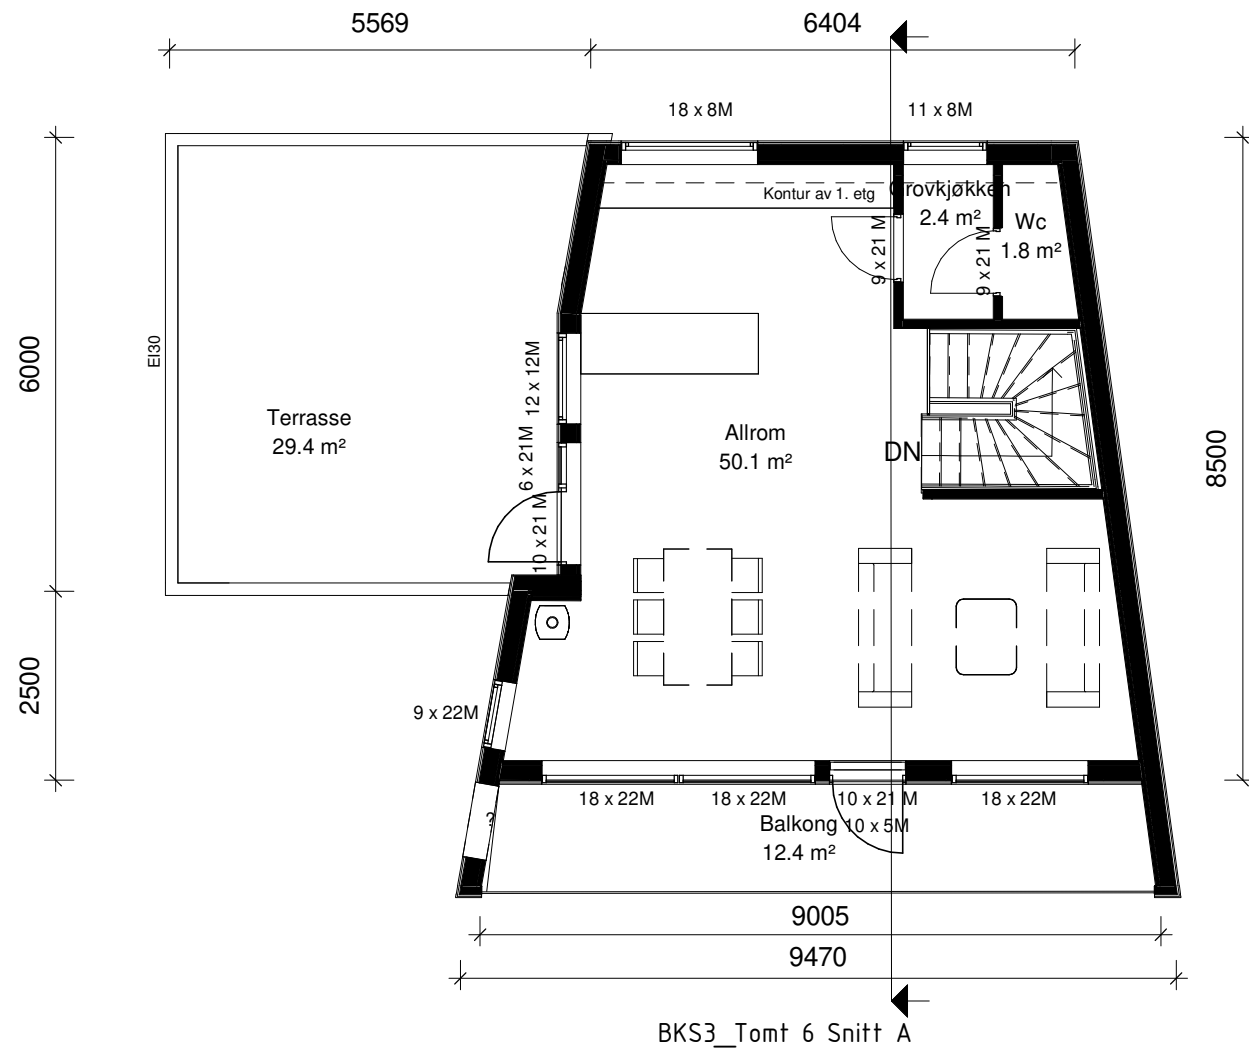 5569
6404
18 x 8M
11 x 8M
Kontur av 1. etg
Grovkjøkken
2.4 m²
Wc
1.8 m²
9 x 21 M
9 x 21 M
6000
EI30
12 x 12M
Terrasse
29.4 m²
Allrom
50.1 m²
DN
8500
6 x 21M
10 x 21 M
2500
9 x 22M
18 x 22M
18 x 22M
10 x 21 M
18 x 22M
?
Balkong
10 x 5M
12.4 m²
9005
9470
BKS3_Tomt 6 Snitt A